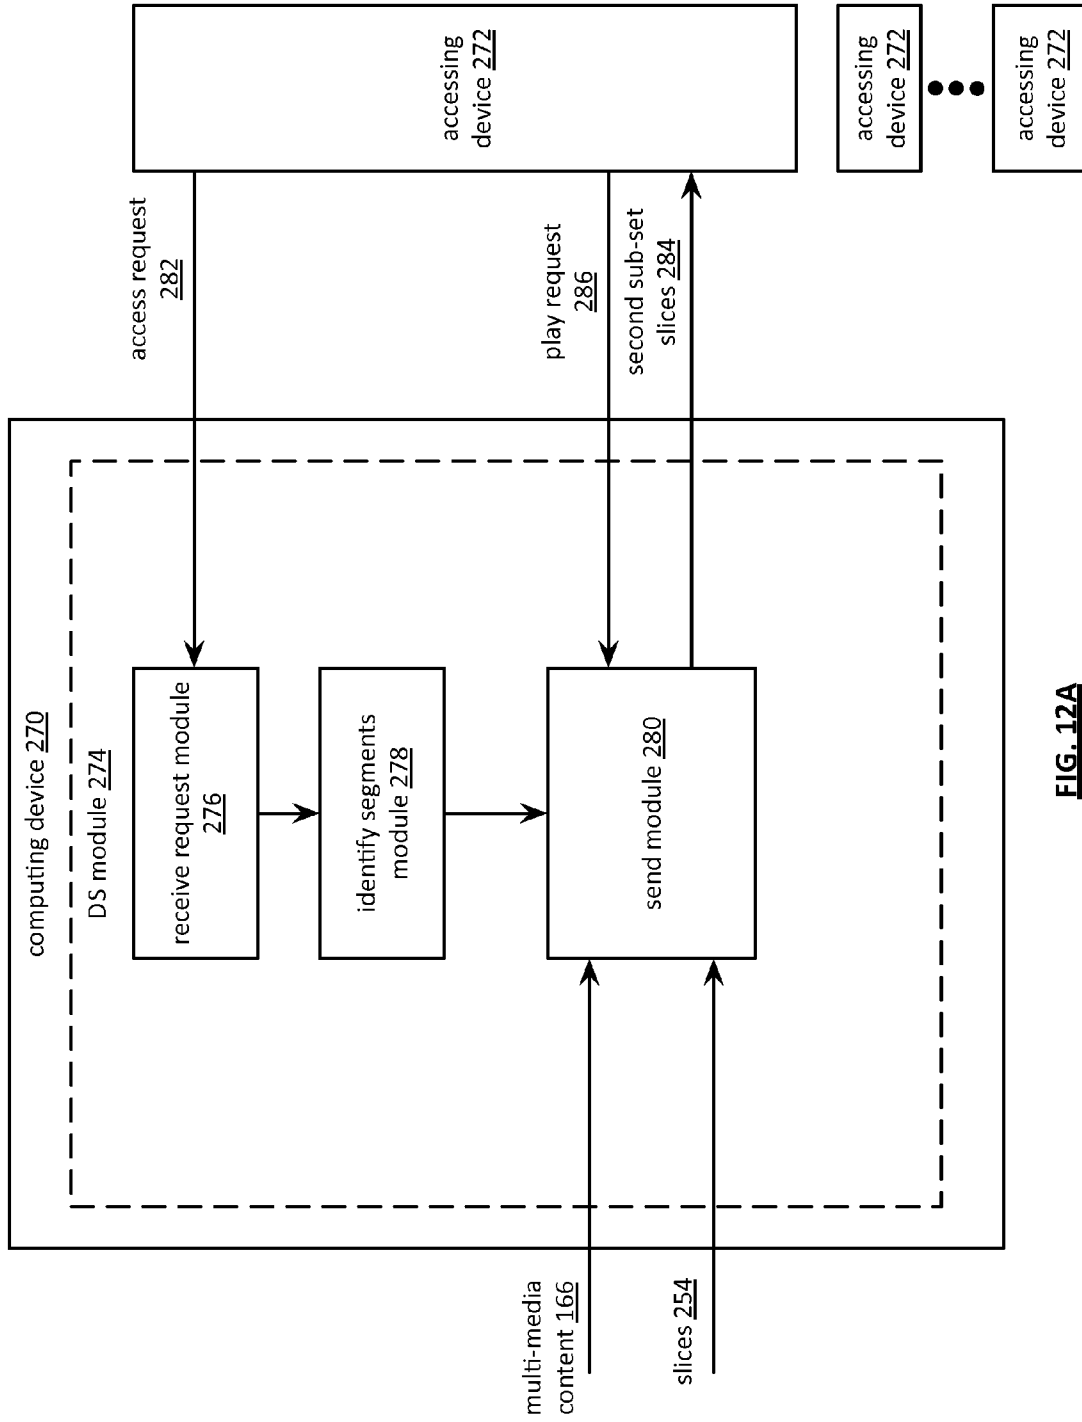 computing device 270
DS module 274
receive request module
276
identify segments
module 278
send module 280
multi-media
content 166
slices 254
access request
282
play request
286
second sub-set
slices 284
accessing
device 272
accessing
device 272
accessing
device 272
FIG. 12A